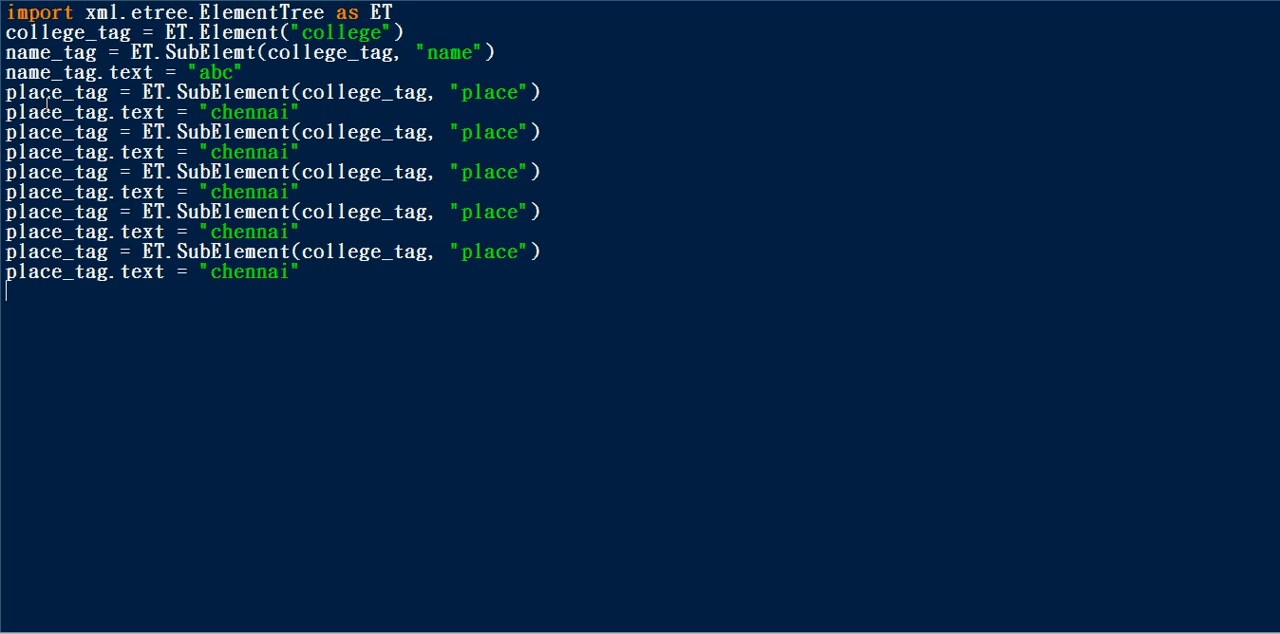 import xml.etree.ElementTree as ET
college_tag = ET.Element("college")
name_tag = ET.SubElemt(college_tag, "name")
name_tag.text = "abc"
place_tag = ET.SubElement(college_tag, "place")
place_tag.text = "chennai"
place_tag = ET.SubElement(college_tag, "place")
place_tag.text = "chennai"
place_tag = ET.SubElement(college_tag, "place")
place_tag.text = "chennai"
place_tag = ET.SubElement(college_tag, "place")
place_tag.text = "chennai"
place_tag = ET.SubElement(college_tag, "place")
place_tag.text = "chennai"